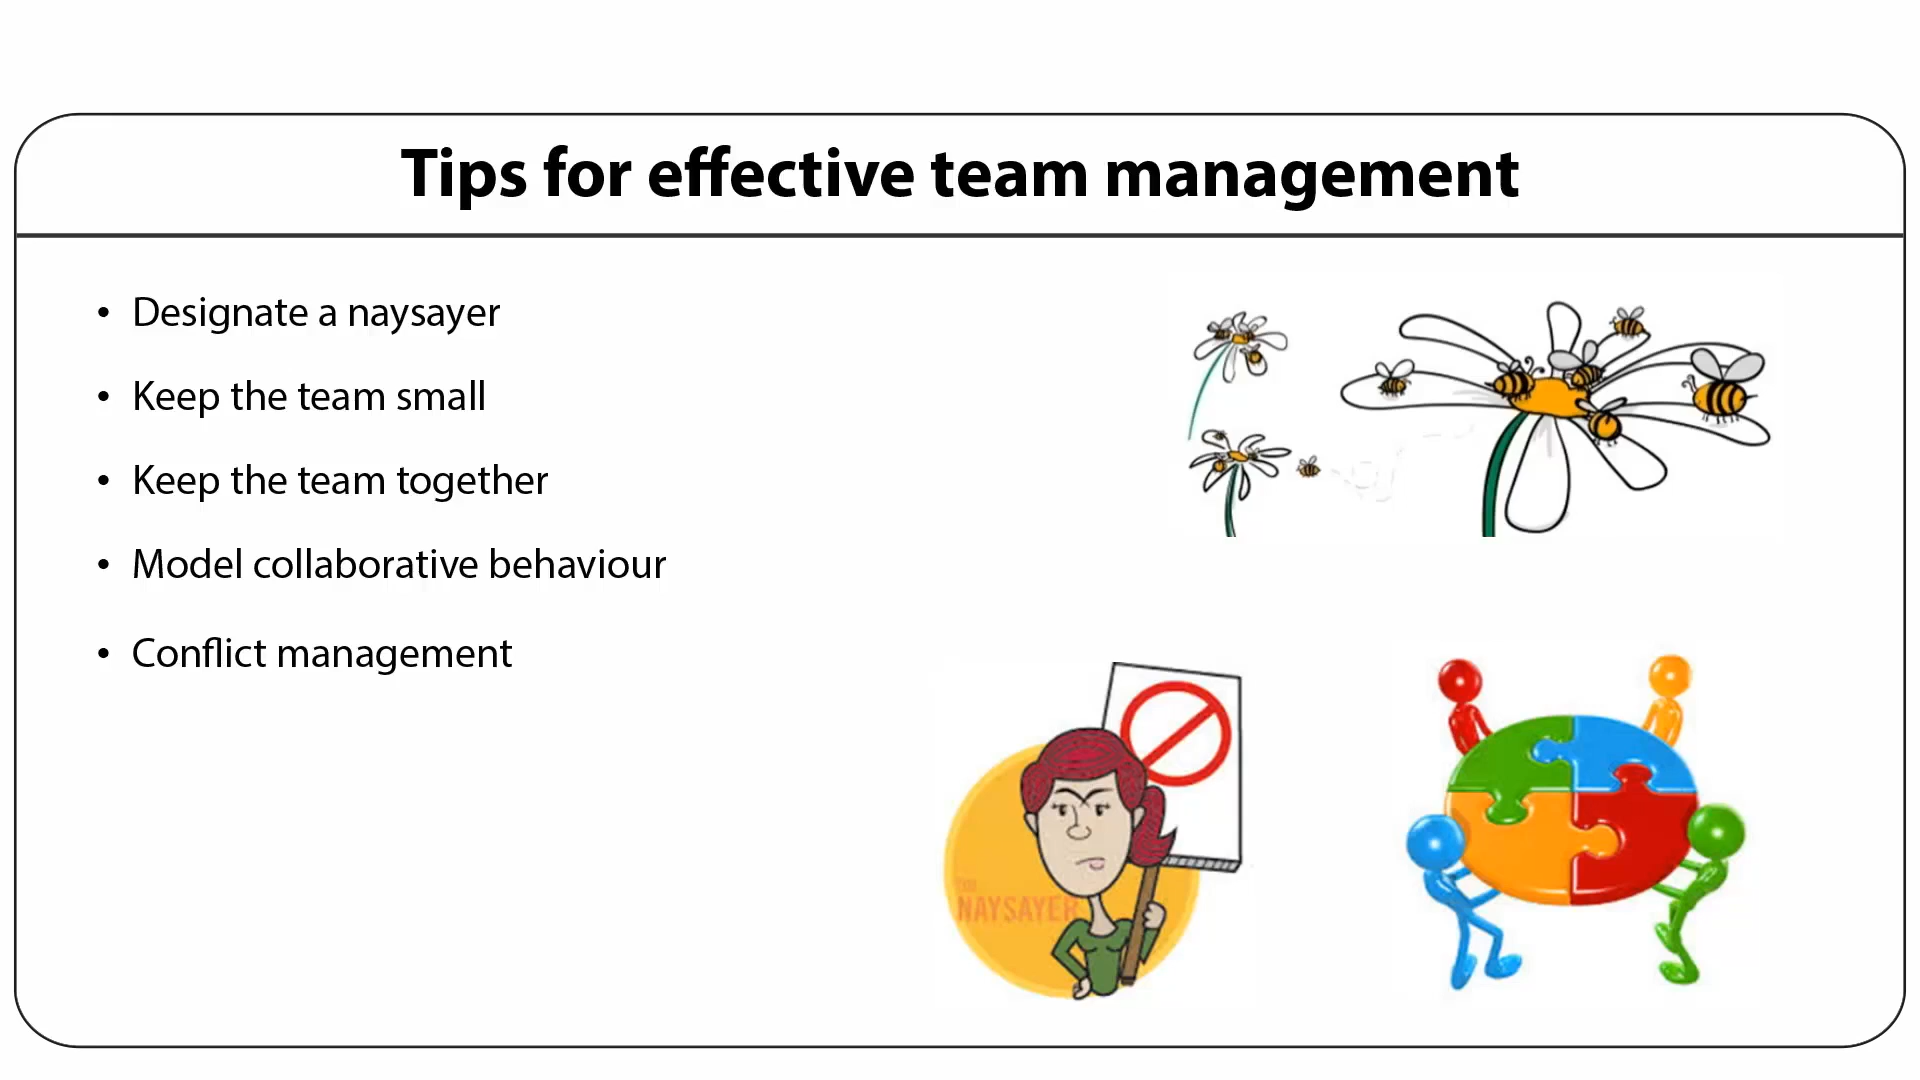 Tips for effective team management
• Designate a naysayer
• Keep the team small
• Keep the team together
• Model collaborative behaviour
• Conflict management
THE
NAYSAYER